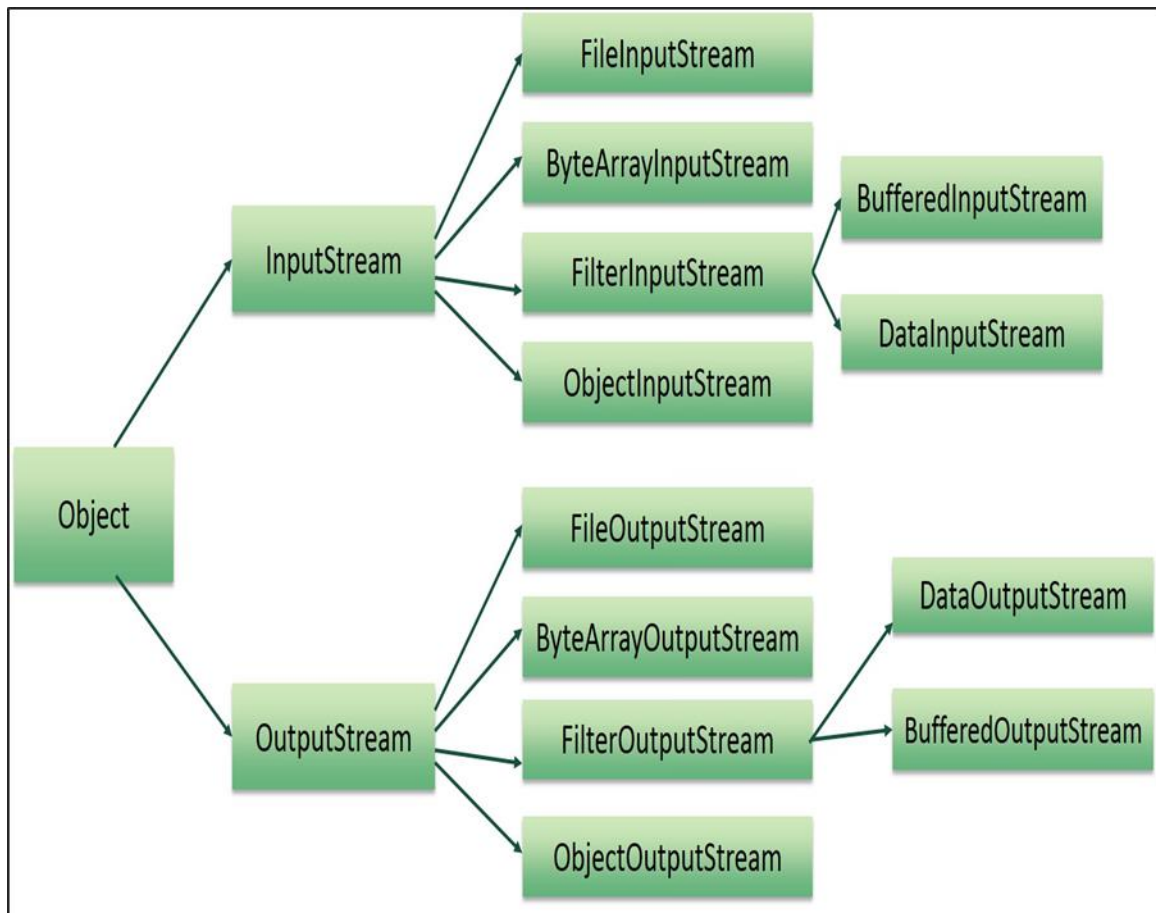 Object
InputStream
FileInputStream
ByteArrayInputStream
FilterInputStream
ObjectInputStream
BufferedInputStream
DataInputStream
OutputStream
FileOutputStream
ByteArrayOutputStream
FilterOutputStream
ObjectOutputStream
DataOutputStream
BufferedOutputStream